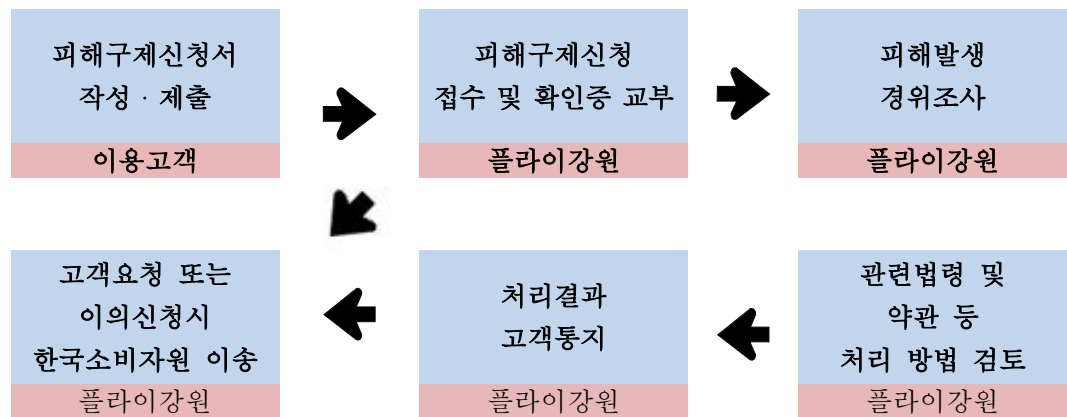 피해구제신청서
작성 · 제출
이용고객
피해구제신청
접수 및 확인증 교부
플라이강원
피해발생
경위조사
플라이강원
고객요청 또는
이의신청시
한국소비자원 이송
플라이강원
처리결과
고객통지
플라이강원
관련법령 및
약관 등
처리 방법 검토
플라이강원